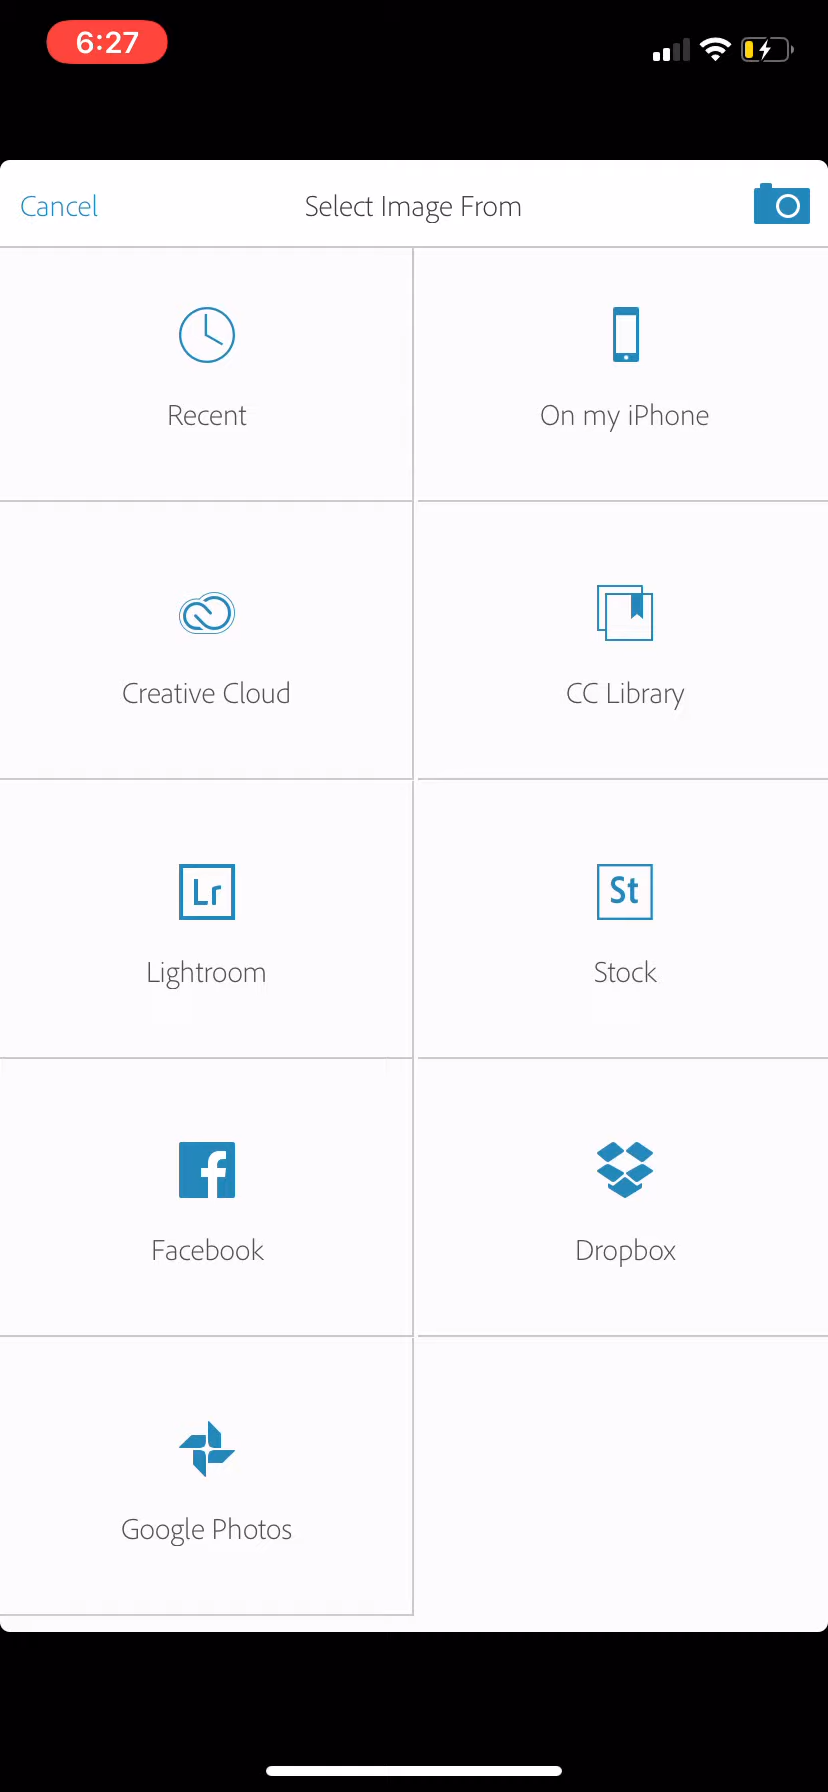 6:27
Cancel Select Image From
Recent On my iPhone
Creative Cloud CC Library
Lr St
Lightroom Stock
Facebook Dropbox
Google Photos